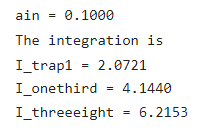 ain = 0.1000
The integration is
I_trap1 = 2.0721
I_onethird = 4.1440
I_threeeight = 6.2153